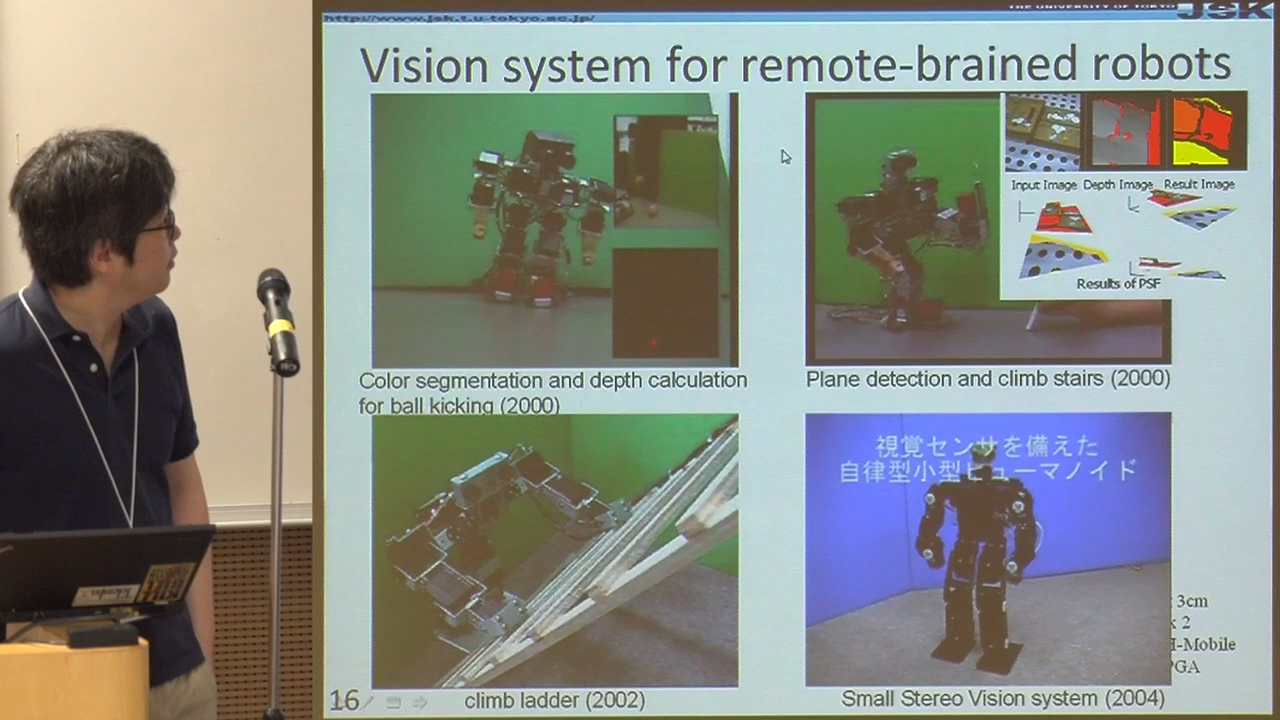 http://www.jsk.t.u-tokyo.ac.jp/
THE UNIVERSITY OF TOKYO JSK
Vision system for remote-brained robots
Input Image Depth Image Result Image
Results of PSF
Color segmentation and depth calculation
for ball kicking (2000)
Plane detection and climb stairs (2000)
視覚センサを備えた
自律型小型ヒューマノイド
3cm
x 2
H-Mobile
PGA
16
climb ladder (2002)
Small Stereo Vision system (2004)